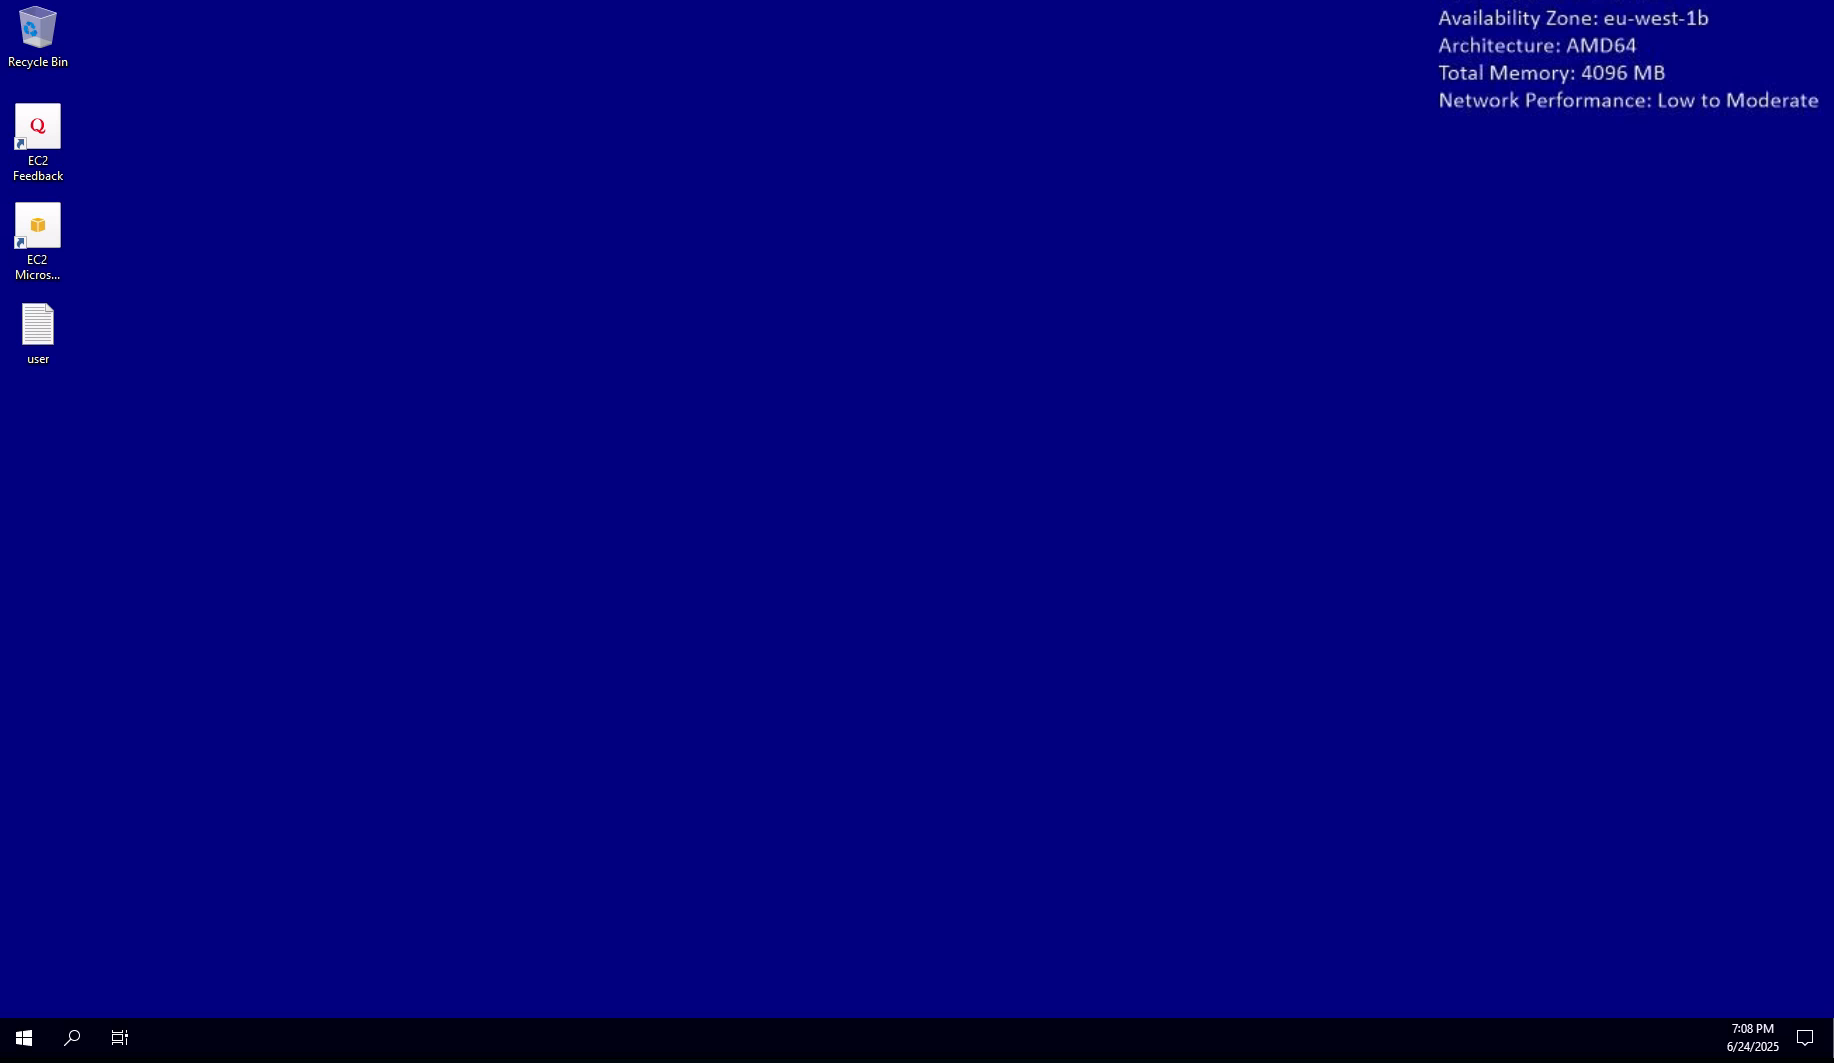 Recycle Bin
EC2
Feedback
EC2
Micros...
user
Availability Zone: eu-west-1b
Architecture: AMD64
Total Memory: 4096 MB
Network Performance: Low to Moderate
Q
7:08 PM
6/24/2025